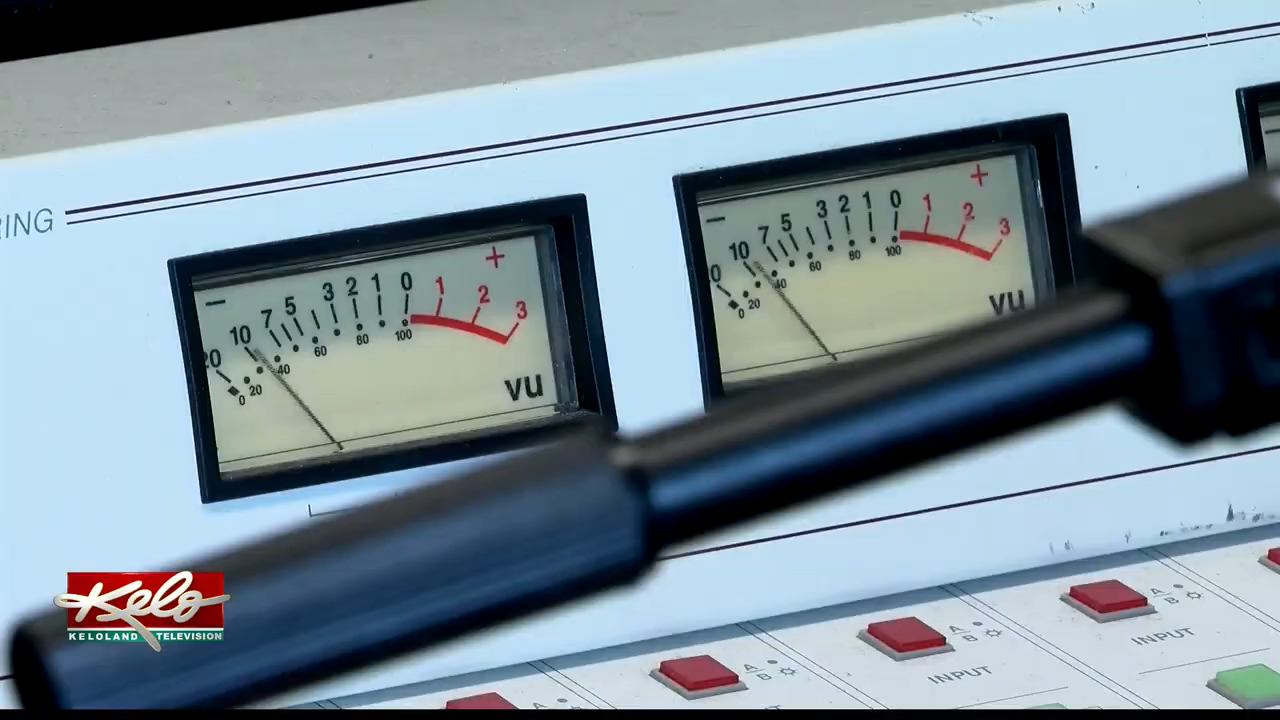 RING
− 20 10 7 5 3 2 1 0 1 2 3 +
0 20 40 60 80 100
VU
− 0 10 7 5 3 2 1 0 1 2 3 +
0 20 40 60 80 100
VU
A/B
INPUT
A/B
INPUT
A/B
Kelo
KELOLAND TELEVISION